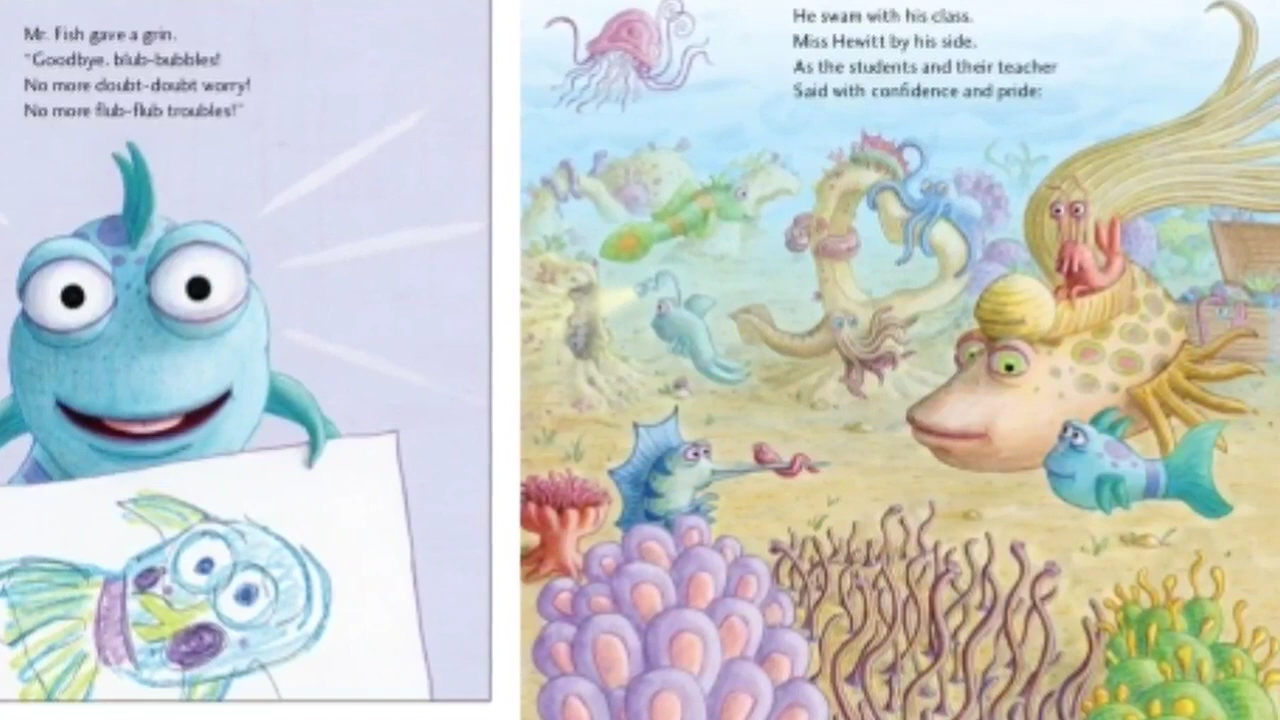 Mr. Fish gave a grin.
"Goodbye, blub-bubbles!
No more doubt-doubt worry!
No more flub-flub troubles!"
He swam with his class,
Miss Hewitt by his side,
As the students and their teacher
Said with confidence and pride: